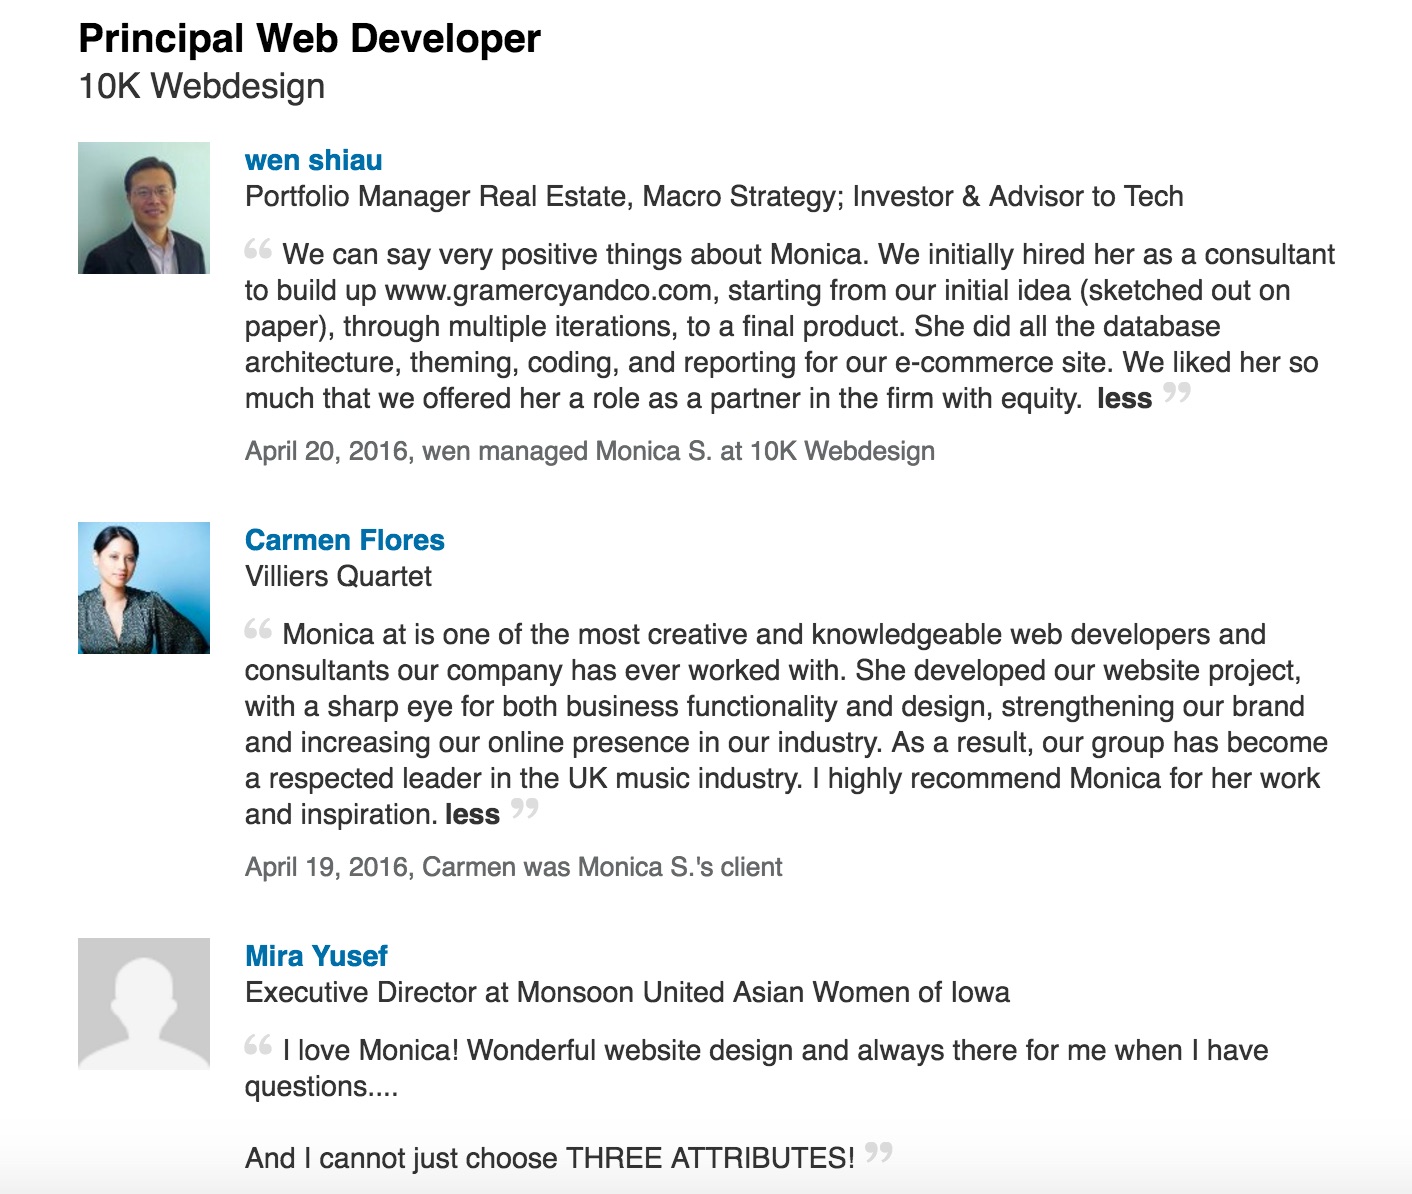 Principal Web Developer
10K Webdesign
wen shiau
Portfolio Manager Real Estate, Macro Strategy; Investor & Advisor to Tech
“ We can say very positive things about Monica. We initially hired her as a consultant
to build up www.gramercyandco.com, starting from our initial idea (sketched out on
paper), through multiple iterations, to a final product. She did all the database
architecture, theming, coding, and reporting for our e-commerce site. We liked her so
much that we offered her a role as a partner in the firm with equity. less ”
April 20, 2016, wen managed Monica S. at 10K Webdesign
Carmen Flores
Villiers Quartet
“ Monica at is one of the most creative and knowledgeable web developers and
consultants our company has ever worked with. She developed our website project,
with a sharp eye for both business functionality and design, strengthening our brand
and increasing our online presence in our industry. As a result, our group has become
a respected leader in the UK music industry. I highly recommend Monica for her work
and inspiration. less ”
April 19, 2016, Carmen was Monica S.'s client
Mira Yusef
Executive Director at Monsoon United Asian Women of Iowa
“ I love Monica! Wonderful website design and always there for me when I have
questions....
And I cannot just choose THREE ATTRIBUTES! ”